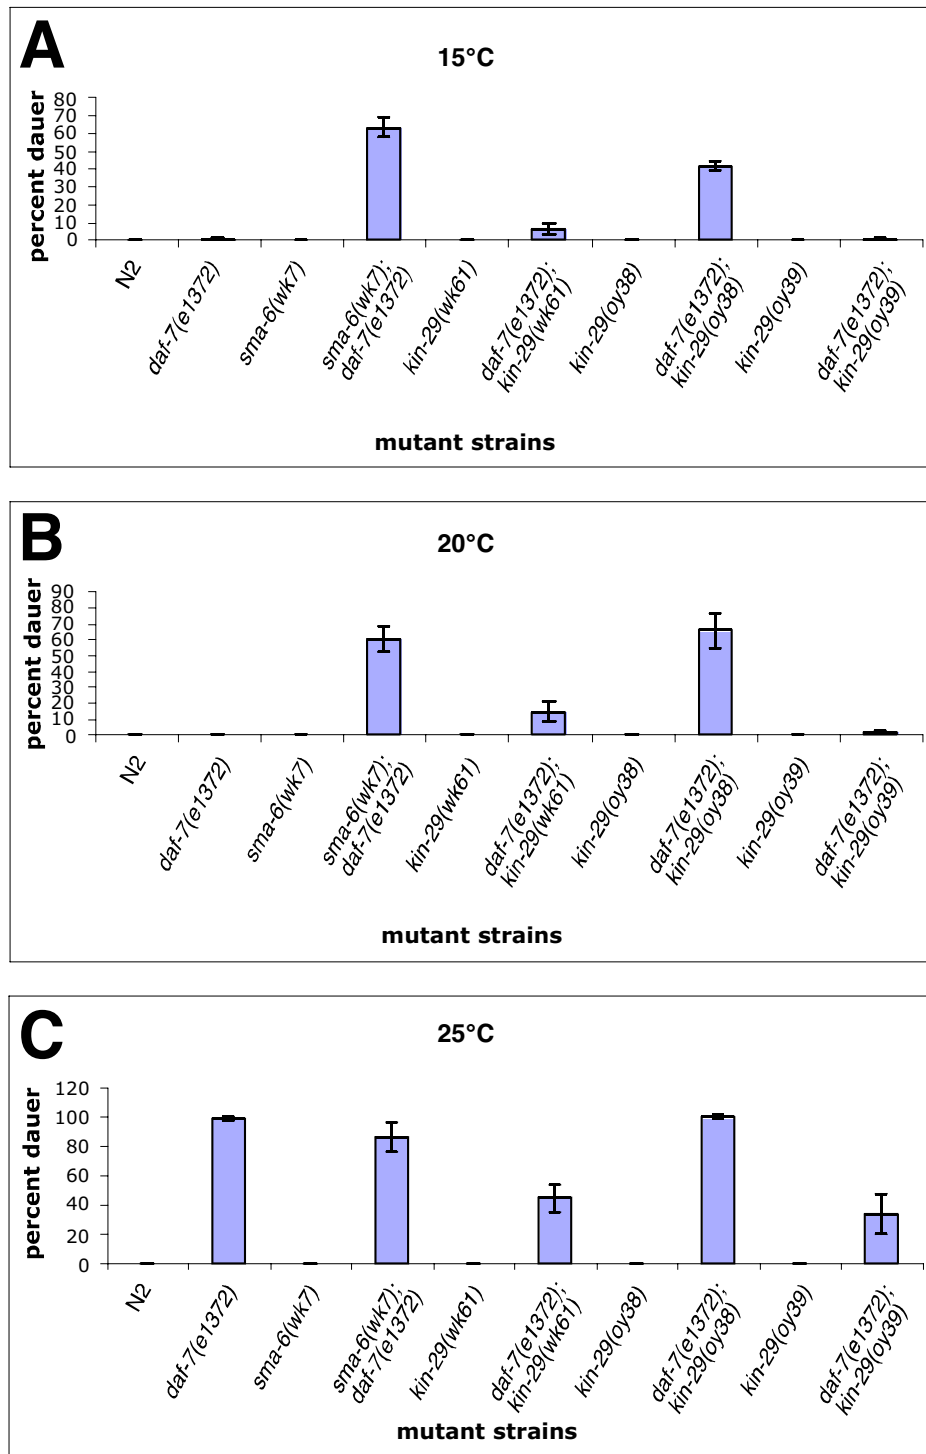 A
15°C
percent dauer
80
70
60
50
40
30
20
10
0
N2
daf-7(e1372)
sma-6(wk7)
sma-6(wk7);
daf-7(e1372)
kin-29(wk61)
daf-7(e1372);
kin-29(wk61)
kin-29(oy38)
daf-7(e1372);
kin-29(oy38)
kin-29(oy39)
daf-7(e1372);
kin-29(oy39)
mutant strains
B
20°C
percent dauer
90
80
70
60
50
40
30
20
10
0
N2
daf-7(e1372)
sma-6(wk7)
sma-6(wk7);
daf-7(e1372)
kin-29(wk61)
daf-7(e1372);
kin-29(wk61)
kin-29(oy38)
daf-7(e1372);
kin-29(oy38)
kin-29(oy39)
daf-7(e1372);
kin-29(oy39)
mutant strains
C
25°C
percent dauer
120
100
80
60
40
20
0
N2
daf-7(e1372)
sma-6(wk7)
sma-6(wk7);
daf-7(e1372)
kin-29(wk61)
daf-7(e1372);
kin-29(wk61)
kin-29(oy38)
daf-7(e1372);
kin-29(oy38)
kin-29(oy39)
daf-7(e1372);
kin-29(oy39)
mutant strains